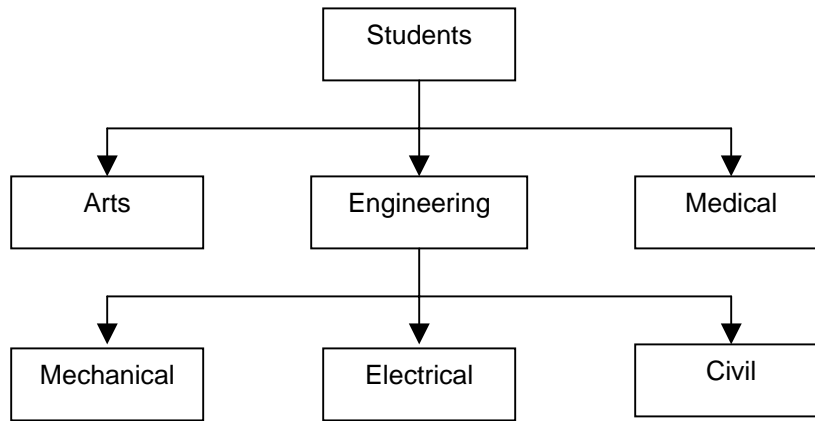 Students
Arts
Engineering
Medical
Mechanical
Electrical
Civil